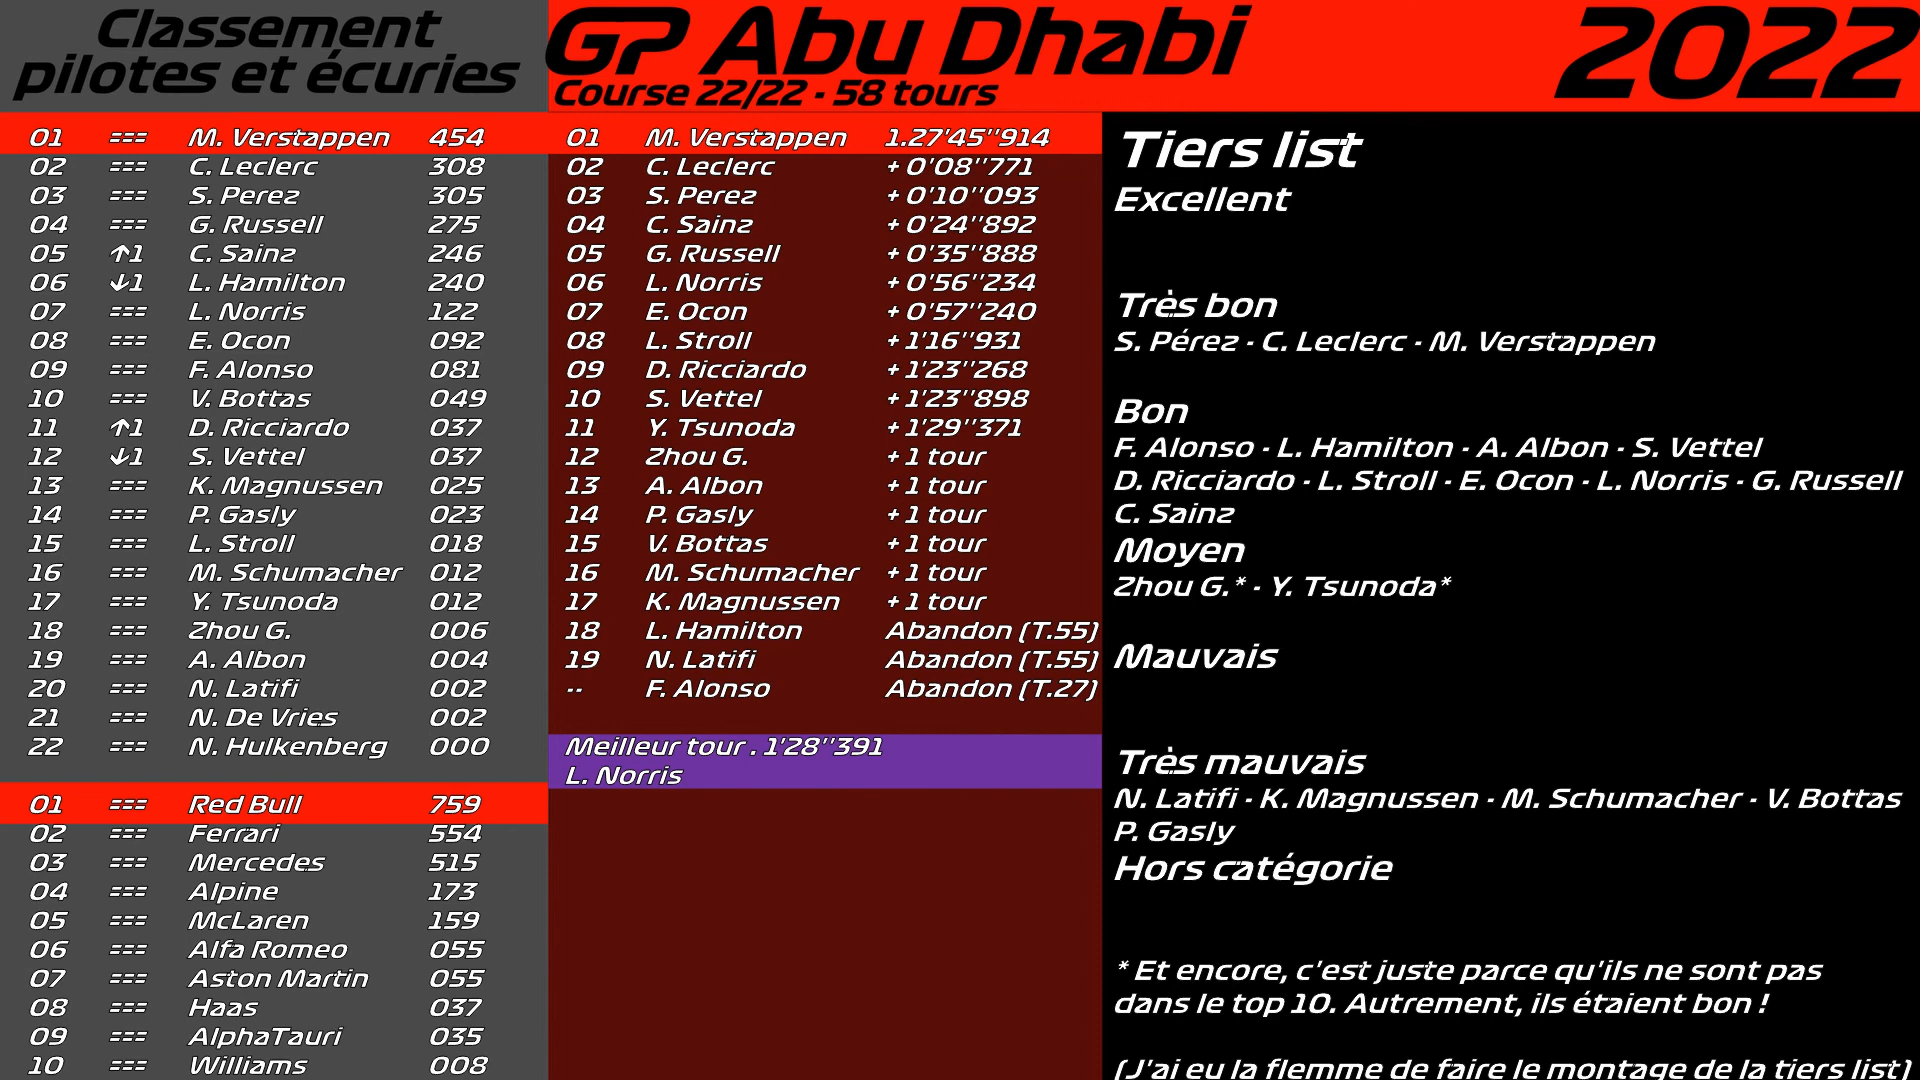 Classement
pilotes et écuries
01 === M. Verstappen 454
02 === C. Leclerc 308
03 === S. Perez 305
04 === G. Russell 275
05 ↑1 C. Sainz 246
06 ↓1 L. Hamilton 240
07 === L. Norris 122
08 === E. Ocon 092
09 === F. Alonso 081
10 === V. Bottas 049
11 ↑1 D. Ricciardo 037
12 ↓1 S. Vettel 037
13 === K. Magnussen 025
14 === P. Gasly 023
15 === L. Stroll 018
16 === M. Schumacher 012
17 === Y. Tsunoda 012
18 === Zhou G. 006
19 === A. Albon 004
20 === N. Latifi 002
21 === N. De Vries 002
22 === N. Hulkenberg 000
01 === Red Bull 759
02 === Ferrari 554
03 === Mercedes 515
04 === Alpine 173
05 === McLaren 159
06 === Alfa Romeo 055
07 === Aston Martin 055
08 === Haas 037
09 === AlphaTauri 035
10 === Williams 008
GP Abu Dhabi
Course 22/22 - 58 tours
2022
01 M. Verstappen 1.27'45''914
02 C. Leclerc + 0'08''771
03 S. Perez + 0'10''093
04 C. Sainz + 0'24''892
05 G. Russell + 0'35''888
06 L. Norris + 0'56''234
07 E. Ocon + 0'57''240
08 L. Stroll + 1'16''931
09 D. Ricciardo + 1'23''268
10 S. Vettel + 1'23''898
11 Y. Tsunoda + 1'29''371
12 Zhou G. + 1 tour
13 A. Albon + 1 tour
14 P. Gasly + 1 tour
15 V. Bottas + 1 tour
16 M. Schumacher + 1 tour
17 K. Magnussen + 1 tour
18 L. Hamilton Abandon (T.55)
19 N. Latifi Abandon (T.55)
-- F. Alonso Abandon (T.27)
Meilleur tour . 1'28''391
L. Norris
Tiers list
Excellent
Très bon
S. Pérez - C. Leclerc - M. Verstappen
Bon
F. Alonso - L. Hamilton - A. Albon - S. Vettel
D. Ricciardo - L. Stroll - E. Ocon - L. Norris - G. Russell
C. Sainz
Moyen
Zhou G.* - Y. Tsunoda*
Mauvais
Très mauvais
N. Latifi - K. Magnussen - M. Schumacher - V. Bottas
P. Gasly
Hors catégorie
* Et encore, c'est juste parce qu'ils ne sont pas
dans le top 10. Autrement, ils étaient bon !
(J'ai eu la flemme de faire le montage de la tiers list)